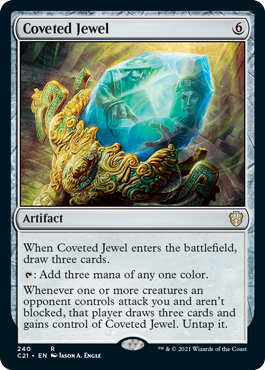 Coveted Jewel 6
Artifact
When Coveted Jewel enters the battlefield,
draw three cards.
: Add three mana of any one color.
Whenever one or more creatures an
opponent controls attack you and aren't
blocked, that player draws three cards and
gains control of Coveted Jewel. Untap it.
240 R
C21 • EN Jason A. Engle
™ & © 2021 Wizards of the Coast